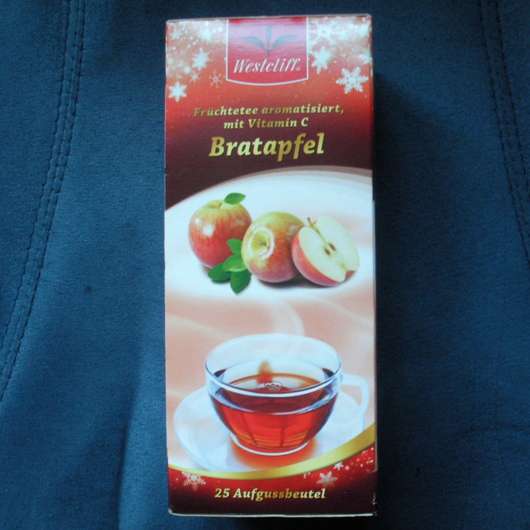 Westcliff
Früchtetee aromatisiert,
mit Vitamin C
Bratapfel
25 Aufgussbeutel